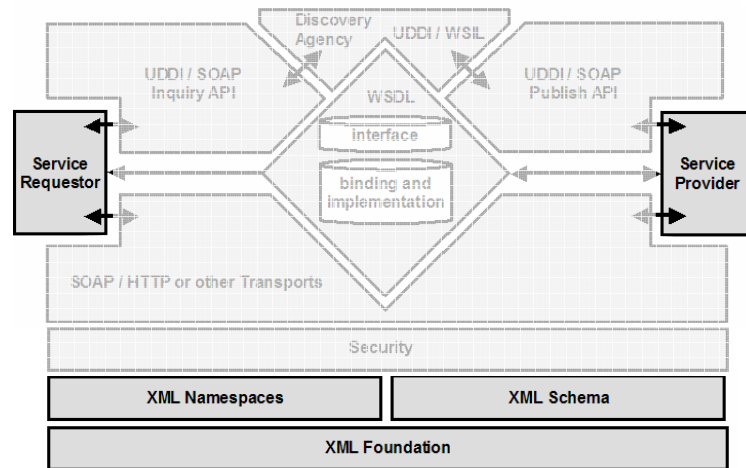 Discovery
Agency
UDDI / WSIL
UDDI / SOAP
Inquiry API
UDDI / SOAP
Publish API
WSDL
interface
Service
Requestor
binding and
implementation
Service
Provider
SOAP / HTTP or other Transports
Security
XML Namespaces
XML Schema
XML Foundation